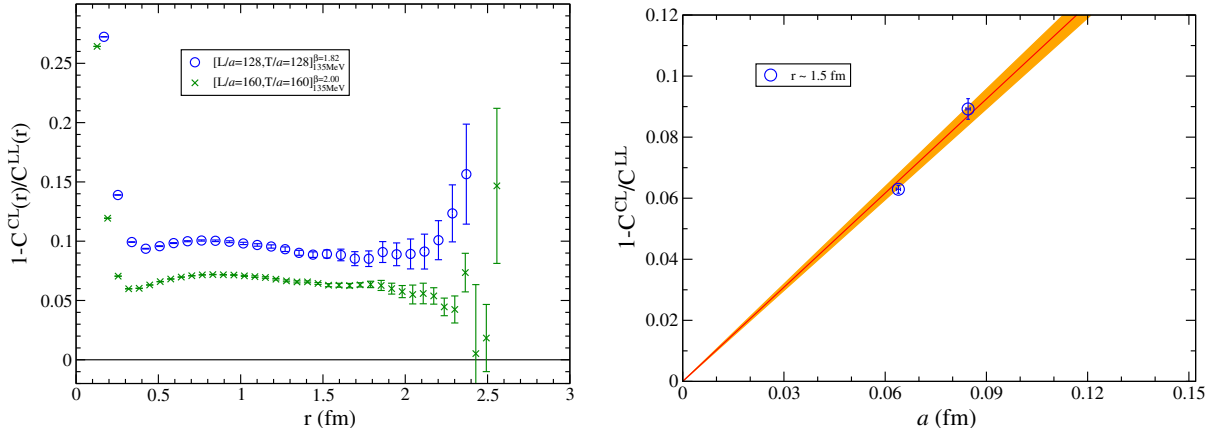 1-C^CL(r)/C^LL(r)
0.25
0.2
0.15
0.1
0.05
0
[L/a=128,T/a=128]^β=1.82_135MeV
[L/a=160,T/a=160]^β=2.00_135MeV
0 0.5 1 1.5 2 2.5 3
r (fm)
1-C^CL/C^LL
0.12
0.1
0.08
0.06
0.04
0.02
0
r ~ 1.5 fm
0 0.03 0.06 0.09 0.12 0.15
a (fm)